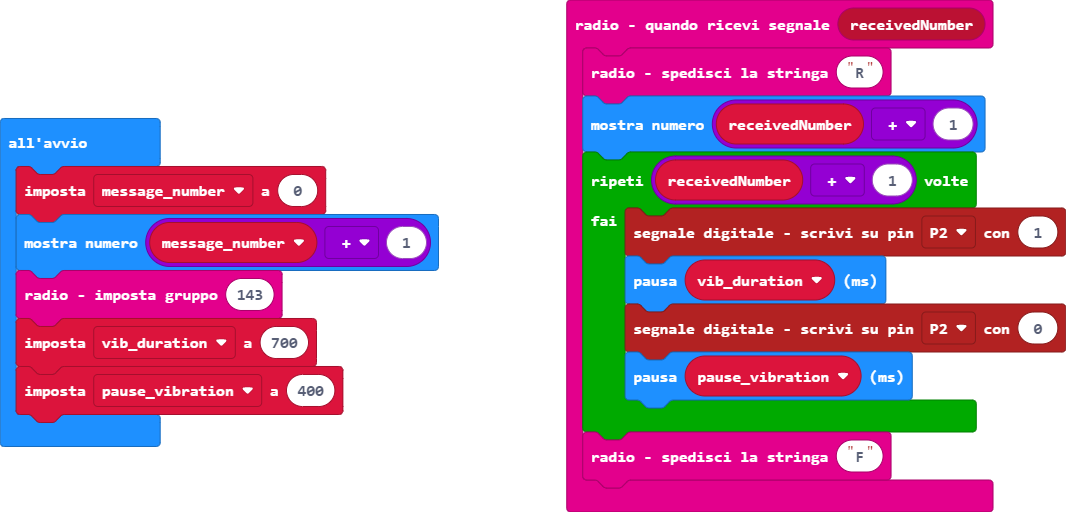 all'avvio
imposta message_number a 0
mostra numero message_number + 1
radio - imposta gruppo 143
imposta vib_duration a 700
imposta pause_vibration a 400
radio - quando ricevi segnale receivedNumber
radio - spedisci la stringa "R"
mostra numero receivedNumber + 1
ripeti receivedNumber + 1 volte
fai
segnale digitale - scrivi su pin P2 con 1
pausa vib_duration (ms)
segnale digitale - scrivi su pin P2 con 0
pausa pause_vibration (ms)
radio - spedisci la stringa "F"